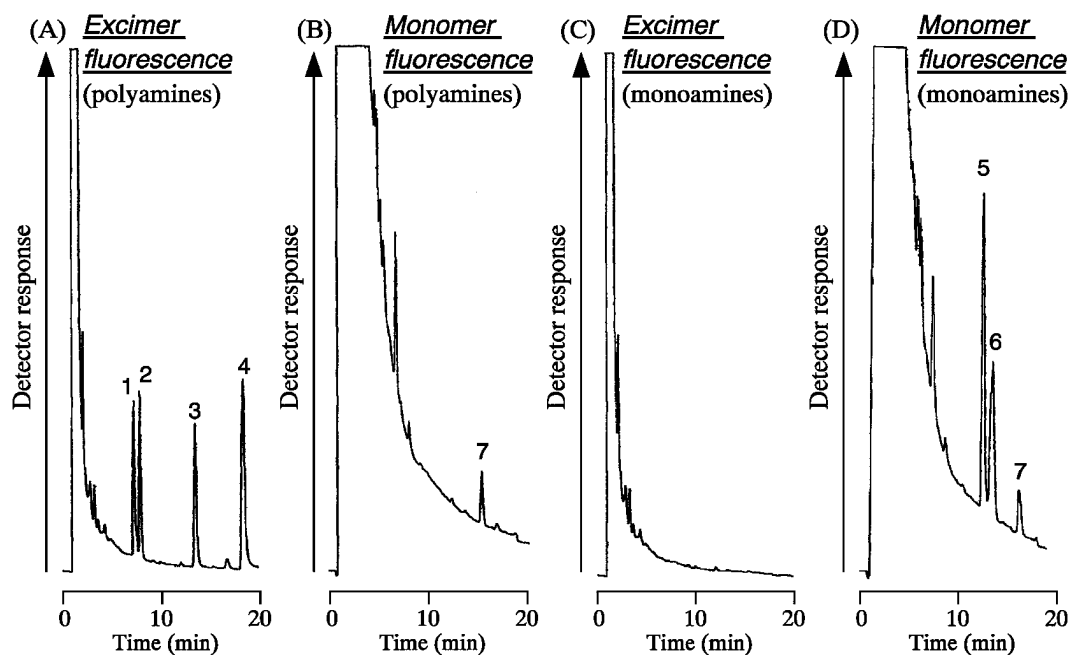 (A) Excimer
fluorescence
(polyamines)
Detector response
1
2
3
4
0
10
20
Time (min)
(B) Monomer
fluorescence
(polyamines)
Detector response
7
0
10
20
Time (min)
(C) Excimer
fluorescence
(monoamines)
Detector response
0
10
20
Time (min)
(D) Monomer
fluorescence
(monoamines)
Detector response
5
6
7
0
10
20
Time (min)